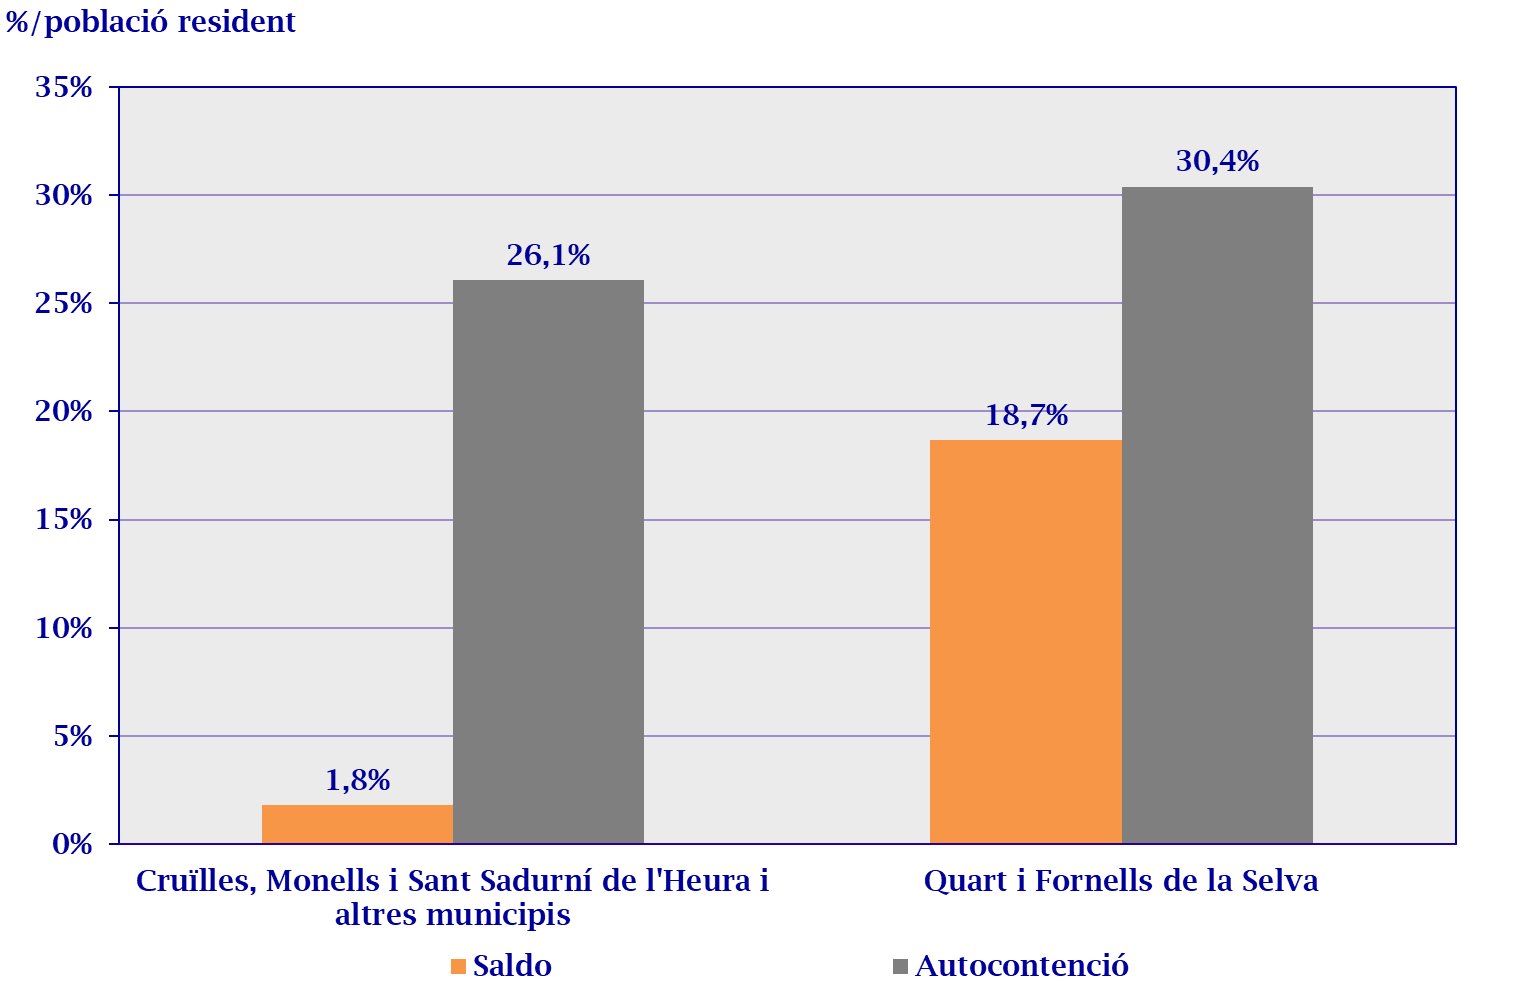 %/població resident
35%
30%
25%
20%
15%
10%
5%
0%
1,8%
26,1%
18,7%
30,4%
Cruïlles, Monells i Sant Sadurní de l'Heura i
altres municipis
Quart i Fornells de la Selva
Saldo
Autocontenció